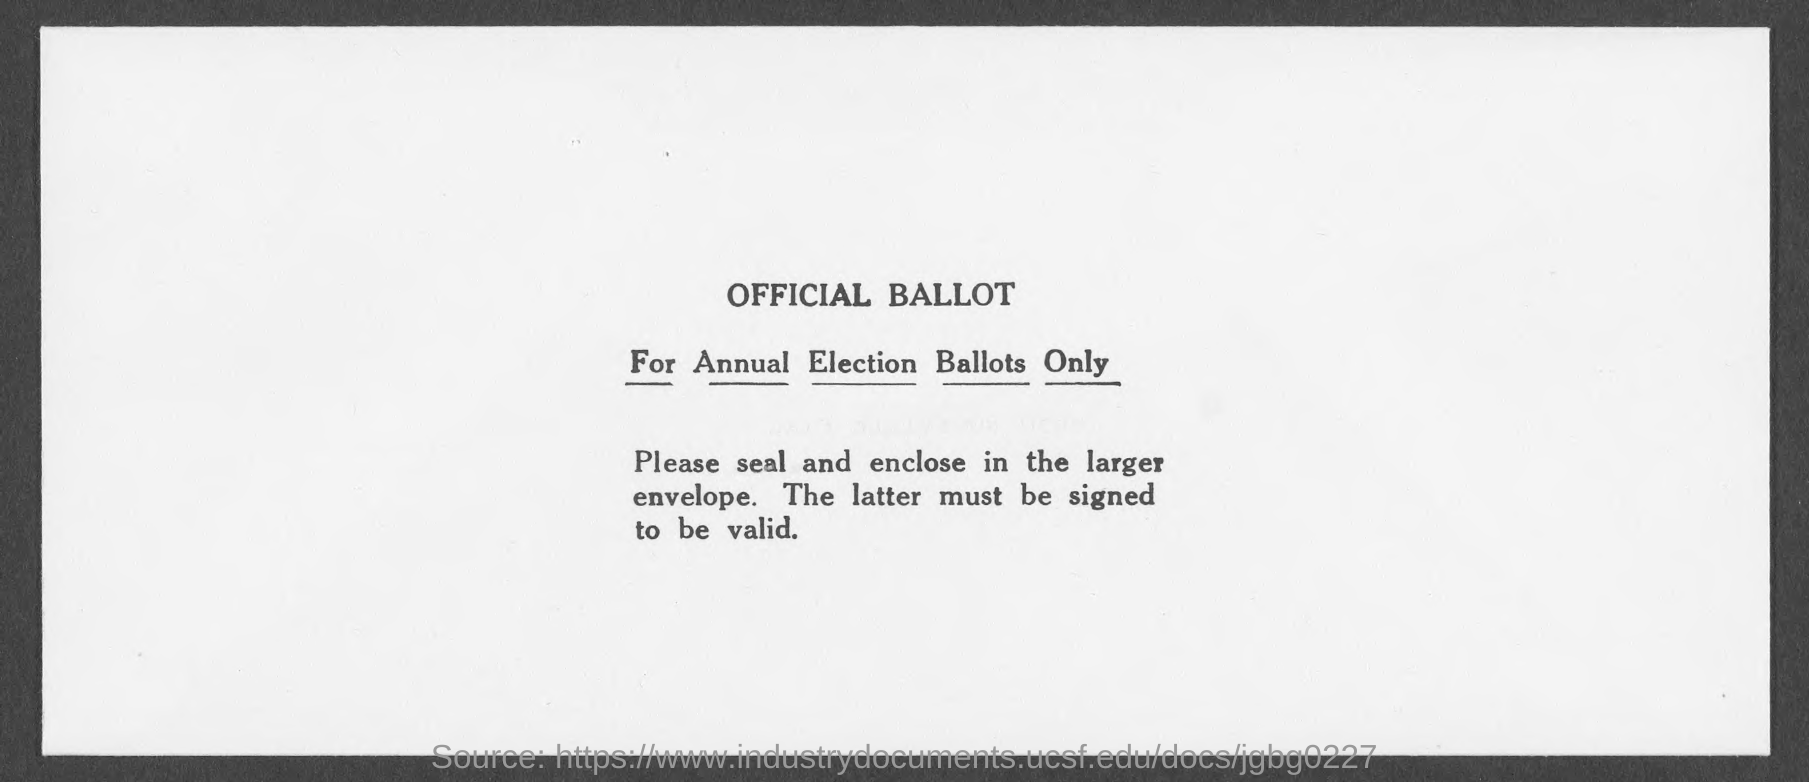 OFFICIAL BALLOT
For Annual Election Ballots Only
Please seal and enclose in the larger
envelope. The latter must be signed
to be valid.
Source: https://www.industrydocuments.ucsf.edu/docs/jgbg0227